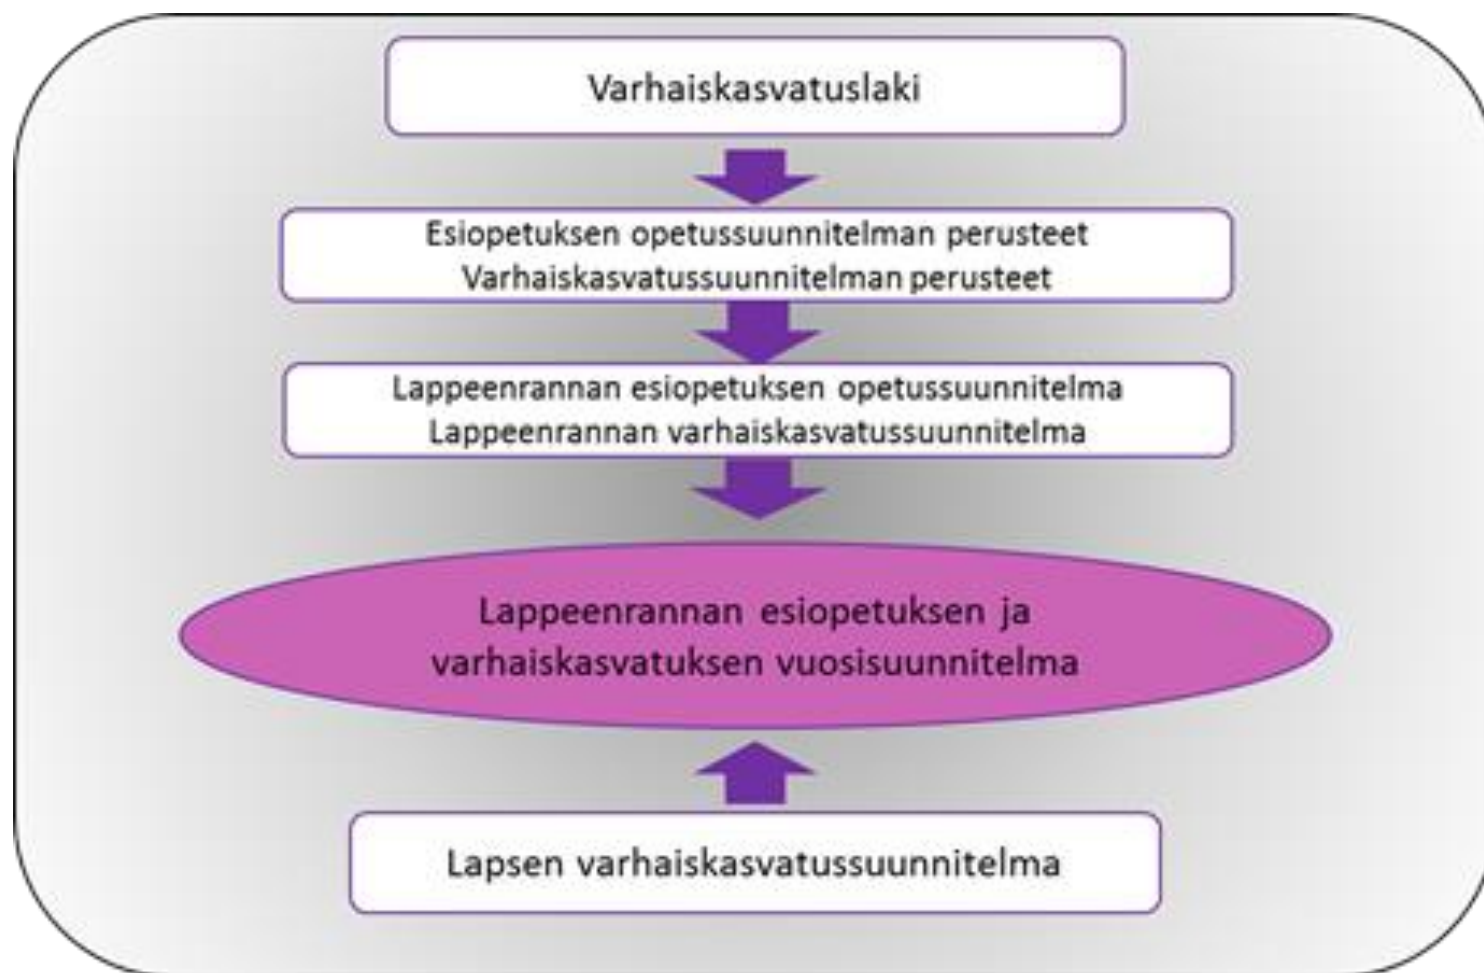 Varhaiskasvatuslaki
Esiopetuksen opetussuunnitelman perusteet
Varhaiskasvatussuunnitelman perusteet
Lappeenrannan esiopetuksen opetussuunnitelma
Lappeenrannan varhaiskasvatussuunnitelma
Lappeenrannan esiopetuksen ja
varhaiskasvatuksen vuosisuunnitelma
Lapsen varhaiskasvatussuunnitelma